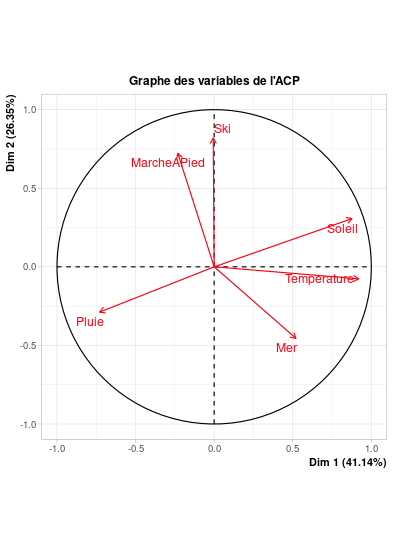 Graphe des variables de l'ACP
Dim 2 (26.35%)
1.0
0.5
0.0
-0.5
-1.0
Ski
MarcheAPied
Soleil
Temperature
Pluie
Mer
-1.0 -0.5 0.0 0.5 1.0
Dim 1 (41.14%)